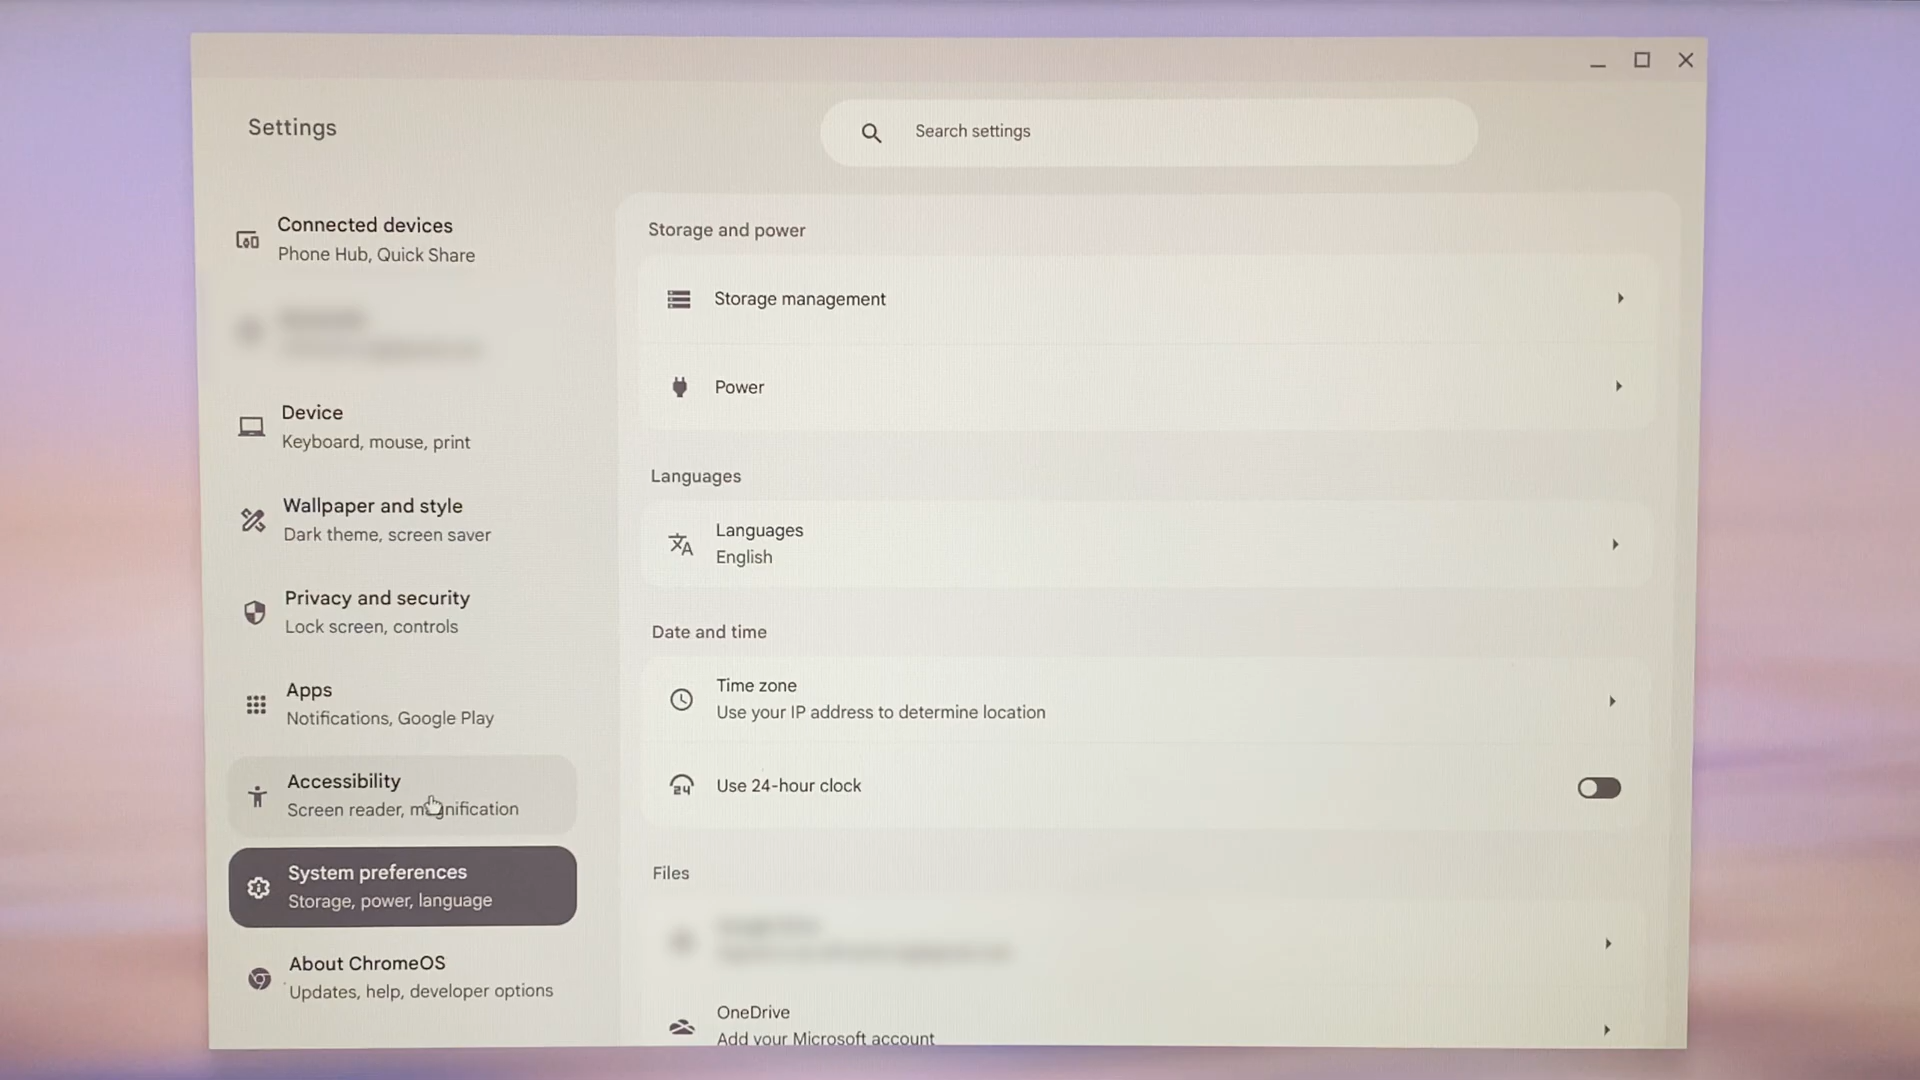 Settings
Search settings
Connected devices
Phone Hub, Quick Share
Device
Keyboard, mouse, print
Wallpaper and style
Dark theme, screen saver
Privacy and security
Lock screen, controls
Apps
Notifications, Google Play
Accessibility
Screen reader, magnification
System preferences
Storage, power, language
About ChromeOS
Updates, help, developer options
Storage and power
Storage management
Power
Languages
Languages
English
Date and time
Time zone
Use your IP address to determine location
24
Use 24-hour clock
Files
OneDrive
Add your Microsoft account